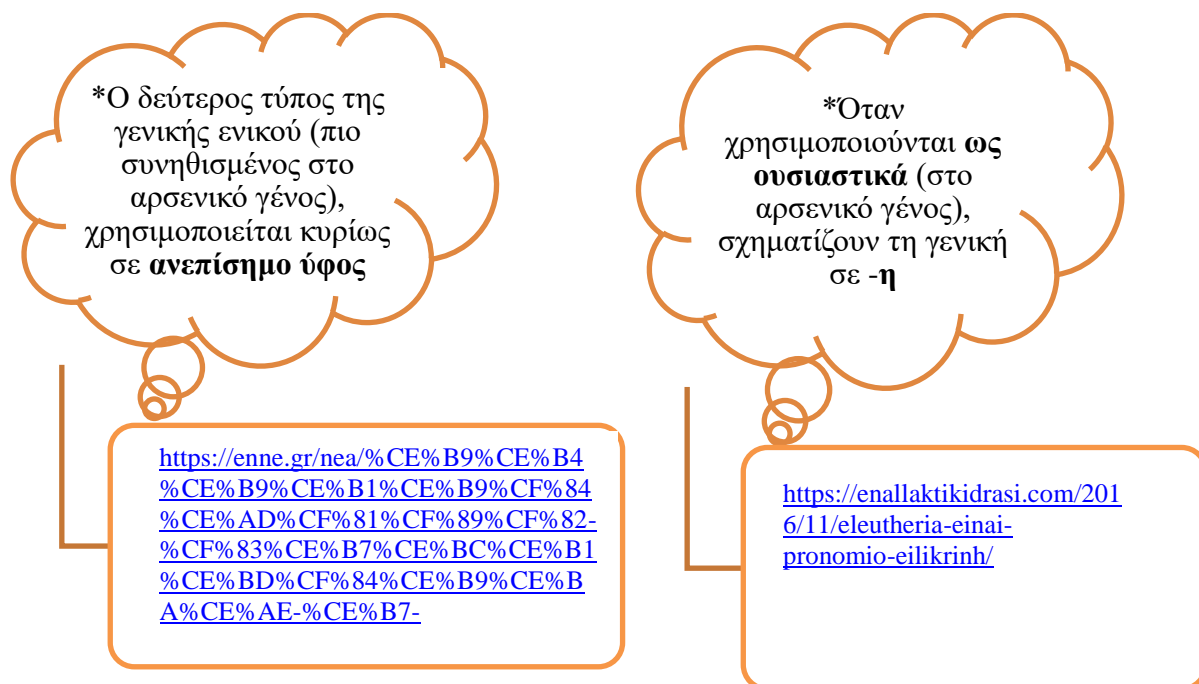 *Ο δεύτερος τύπος της
γενικής ενικού (πιο
συνηθισμένος στο
αρσενικό γένος),
χρησιμοποιείται κυρίως
σε ανεπίσημο ύφος
*Όταν
χρησιμοποιούνται ως
ουσιαστικά (στο
αρσενικό γένος),
σχηματίζουν τη γενική
σε -η
https://enne.gr/nea/%CE%B9%CE%B4
%CE%B9%CE%B1%CE%B9%CF%84
%CE%AD%CF%81%CF%89%CF%82-
%CF%83%CE%B7%CE%BC%CE%B1
%CE%BD%CF%84%CE%B9%CE%B
A%CE%AE-%CE%B7-
https://enallaktikidrasi.com/201
6/11/eleutheria-einai-
pronomio-eilikrinh/